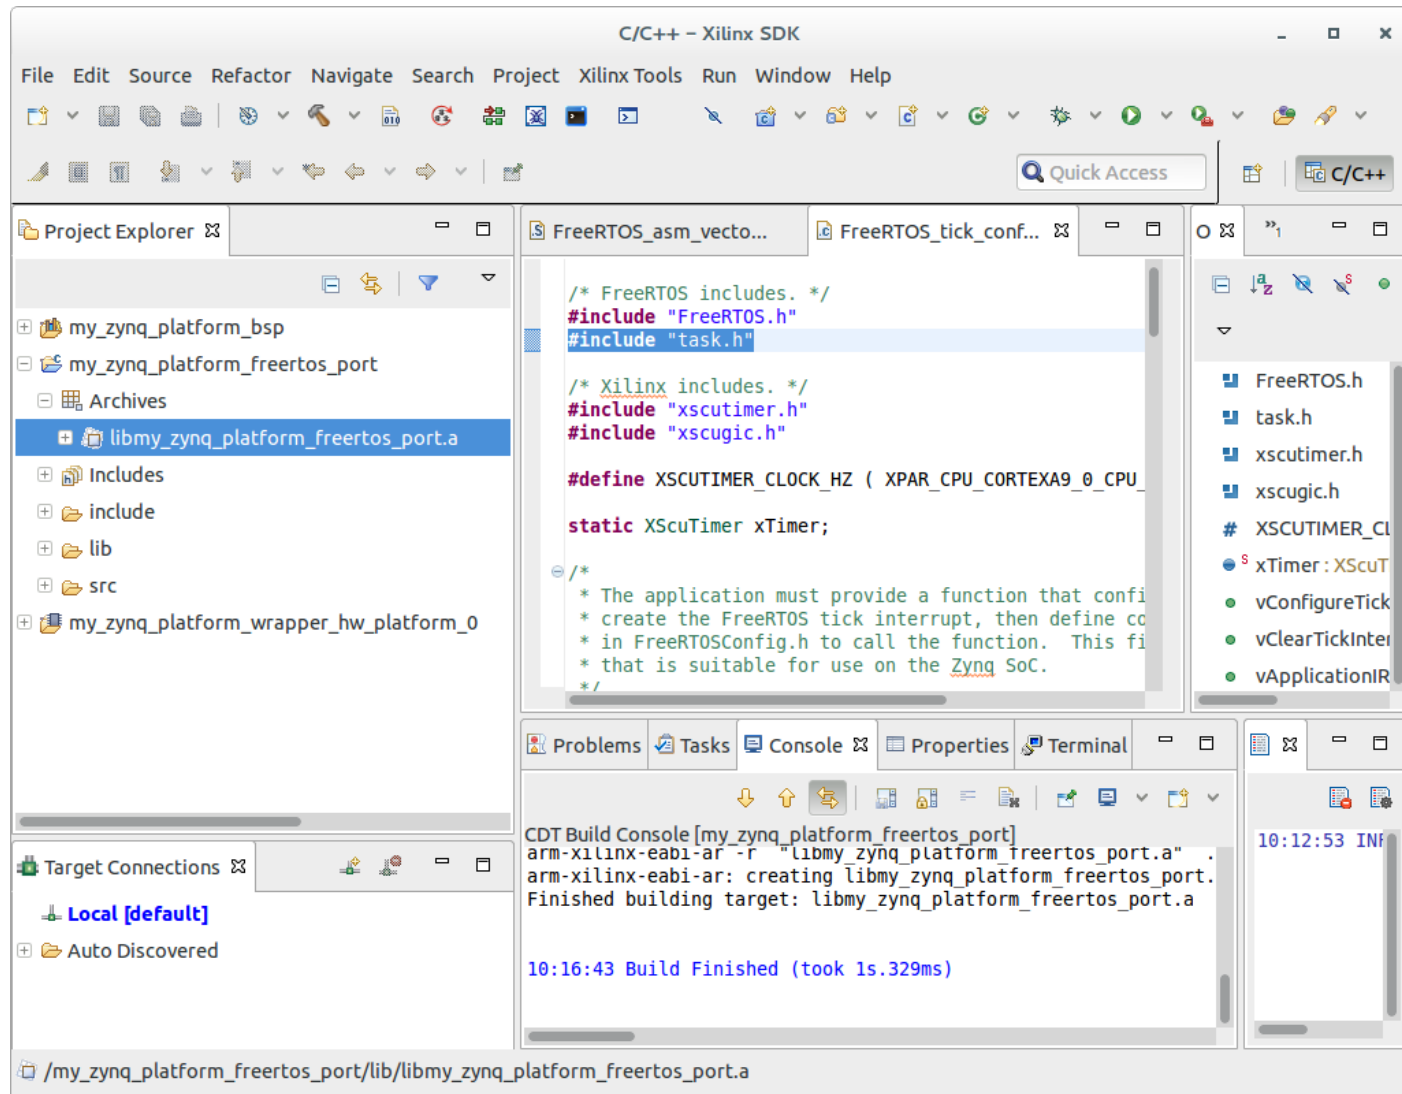 C/C++ – Xilinx SDK
File Edit Source Refactor Navigate Search Project Xilinx Tools Run Window Help
Quick Access
C/C++
Project Explorer
my_zynq_platform_bsp
my_zynq_platform_freertos_port
Archives
libmy_zynq_platform_freertos_port.a
Includes
include
lib
src
my_zynq_platform_wrapper_hw_platform_0
Target Connections
Local [default]
Auto Discovered
FreeRTOS_asm_vecto... FreeRTOS_tick_conf...
/* FreeRTOS includes. */
#include "FreeRTOS.h"
#include "task.h"
/* Xilinx includes. */
#include "xscutimer.h"
#include "xscugic.h"
#define XSCUTIMER_CLOCK_HZ ( XPAR_CPU_CORTEXA9_0_CPU_
static XScuTimer xTimer;
/*
* The application must provide a function that confi
* create the FreeRTOS tick interrupt, then define co
* in FreeRTOSConfig.h to call the function. This fi
* that is suitable for use on the Zynq SoC.
*/
O
FreeRTOS.h
task.h
xscutimer.h
xscugic.h
XSCUTIMER_CL
xTimer : XScuT
vConfigureTick
vClearTickInter
vApplicationIR
Problems Tasks Console Properties Terminal
CDT Build Console [my_zynq_platform_freertos_port]
arm-xilinx-eabi-ar -r "libmy_zynq_platform_freertos_port.a" .
arm-xilinx-eabi-ar: creating libmy_zynq_platform_freertos_port.
Finished building target: libmy_zynq_platform_freertos_port.a
10:16:43 Build Finished (took 1s.329ms)
10:12:53 INF
/my_zynq_platform_freertos_port/lib/libmy_zynq_platform_freertos_port.a